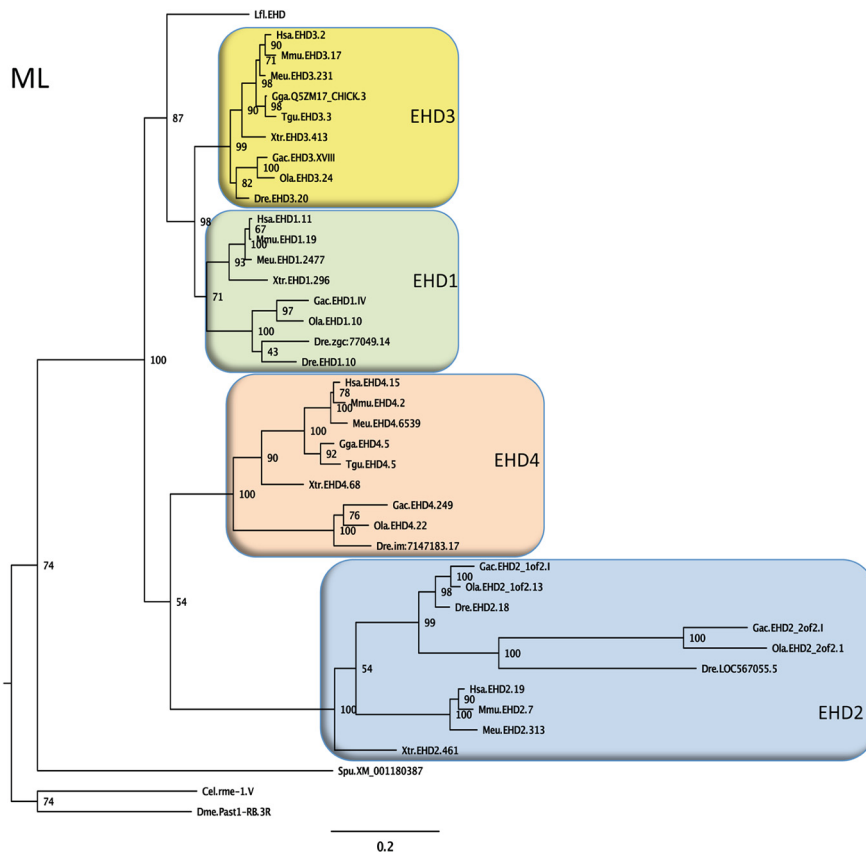 Lfl.EHD
ML
87
Hsa.EHD3.2
90
Mmu.EHD3.17
71
Meu.EHD3.231
98
Gga.Q5ZM17_CHICK.3
98
90
Tgu.EHD3.3
EHD3
Xtr.EHD3.413
99
Gac.EHD3.XVIII
100
Ola.EHD3.24
82
Dre.EHD3.20
98
Hsa.EHD1.11
67
Mmu.EHD1.19
100
Meu.EHD1.2477
93
Xtr.EHD1.296
EHD1
71
Gac.EHD1.IV
97
Ola.EHD1.10
100
Dre.zgc:77049.14
43
Dre.EHD1.10
100
Hsa.EHD4.15
78
Mmu.EHD4.2
100
Meu.EHD4.6539
100
Gga.EHD4.5
92
Tgu.EHD4.5
90
EHD4
Xtr.EHD4.68
100
Gac.EHD4.249
76
Ola.EHD4.22
100
Dre.im:7147183.17
74
54
Gac.EHD2_1of2.I
100
Ola.EHD2_1of2.13
98
Dre.EHD2.18
99
Gac.EHD2_2of2.I
100
Ola.EHD2_2of2.1
100
Dre.LOC567055.5
54
Hsa.EHD2.19
90
Mmu.EHD2.7
100
100
EHD2
Meu.EHD2.313
Xtr.EHD2.461
Spu.XM_001180387
Cel.rme-1.V
74
Dme.Past1-RB.3R
0.2